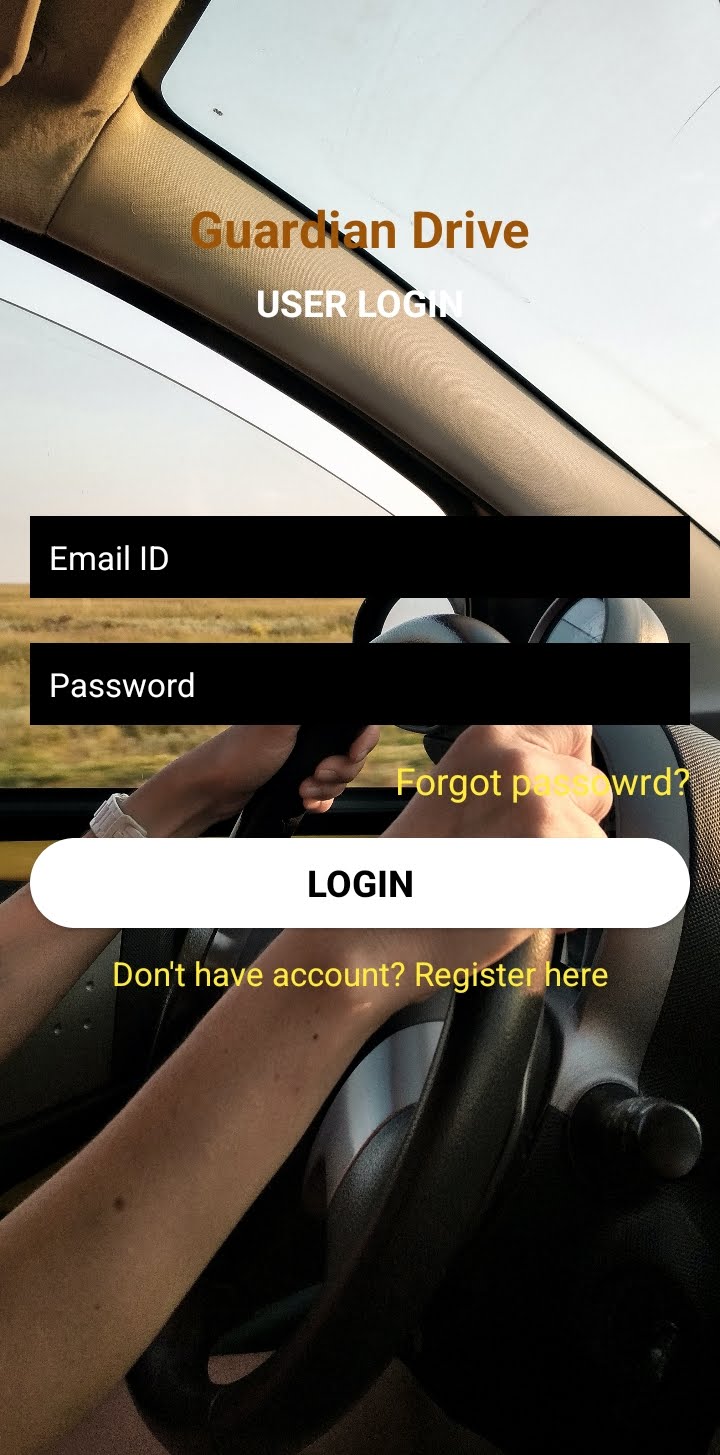 Guardian Drive
USER LOGIN
Email ID
Password
Forgot passowrd?
LOGIN
Don't have account? Register here